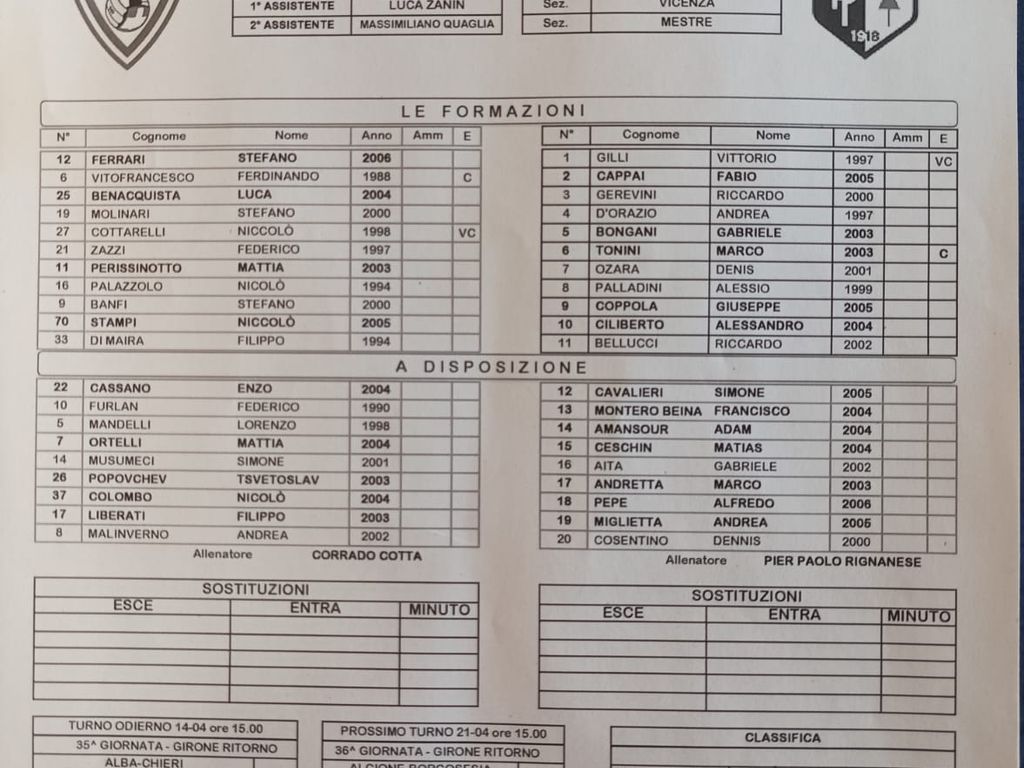 1° ASSISTENTE LUCA ZANIN Sez. VICENZA
2° ASSISTENTE MASSIMILIANO QUAGLIA Sez. MESTRE
1918
LE FORMAZIONI
N° Cognome Nome Anno Amm E
12 FERRARI STEFANO 2006
6 VITOFRANCESCO FERDINANDO 1988 C
25 BENACQUISTA LUCA 2004
19 MOLINARI STEFANO 2000
27 COTTARELLI NICCOLÒ 1998 VC
21 ZAZZI FEDERICO 1997
11 PERISSINOTTO MATTIA 2003
16 PALAZZOLO NICOLÒ 1994
9 BANFI STEFANO 2000
70 STAMPI NICCOLÒ 2005
33 DI MAIRA FILIPPO 1994
N° Cognome Nome Anno Amm E
1 GILLI VITTORIO 1997 VC
2 CAPPAI FABIO 2005
3 GEREVINI RICCARDO 2000
4 D'ORAZIO ANDREA 1997
5 BONGANI GABRIELE 2003
6 TONINI MARCO 2003 C
7 OZARA DENIS 2001
8 PALLADINI ALESSIO 1999
9 COPPOLA GIUSEPPE 2005
10 CILIBERTO ALESSANDRO 2004
11 BELLUCCI RICCARDO 2002
A DISPOSIZIONE
22 CASSANO ENZO 2004
10 FURLAN FEDERICO 1990
5 MANDELLI LORENZO 1998
7 ORTELLI MATTIA 2004
14 MUSUMECI SIMONE 2001
26 POPOVCHEV TSVETOSLAV 2003
37 COLOMBO NICOLÒ 2004
17 LIBERATI FILIPPO 2003
8 MALINVERNO ANDREA 2002
Allenatore CORRADO COTTA
12 CAVALIERI SIMONE 2005
13 MONTERO BEINA FRANCISCO 2004
14 AMANSOUR ADAM 2004
15 CESCHIN MATIAS 2004
16 AITA GABRIELE 2002
17 ANDRETTA MARCO 2003
18 PEPE ALFREDO 2006
19 MIGLIETTA ANDREA 2005
20 COSENTINO DENNIS 2000
Allenatore PIER PAOLO RIGNANESE
SOSTITUZIONI
ESCE ENTRA MINUTO
SOSTITUZIONI
ESCE ENTRA MINUTO
TURNO ODIERNO 14-04 ore 15.00
35^ GIORNATA - GIRONE RITORNO
ALBA-CHIERI
PROSSIMO TURNO 21-04 ore 15.00
36^ GIORNATA - GIRONE RITORNO
ALCIONE-BORGOSESIA
CLASSIFICA